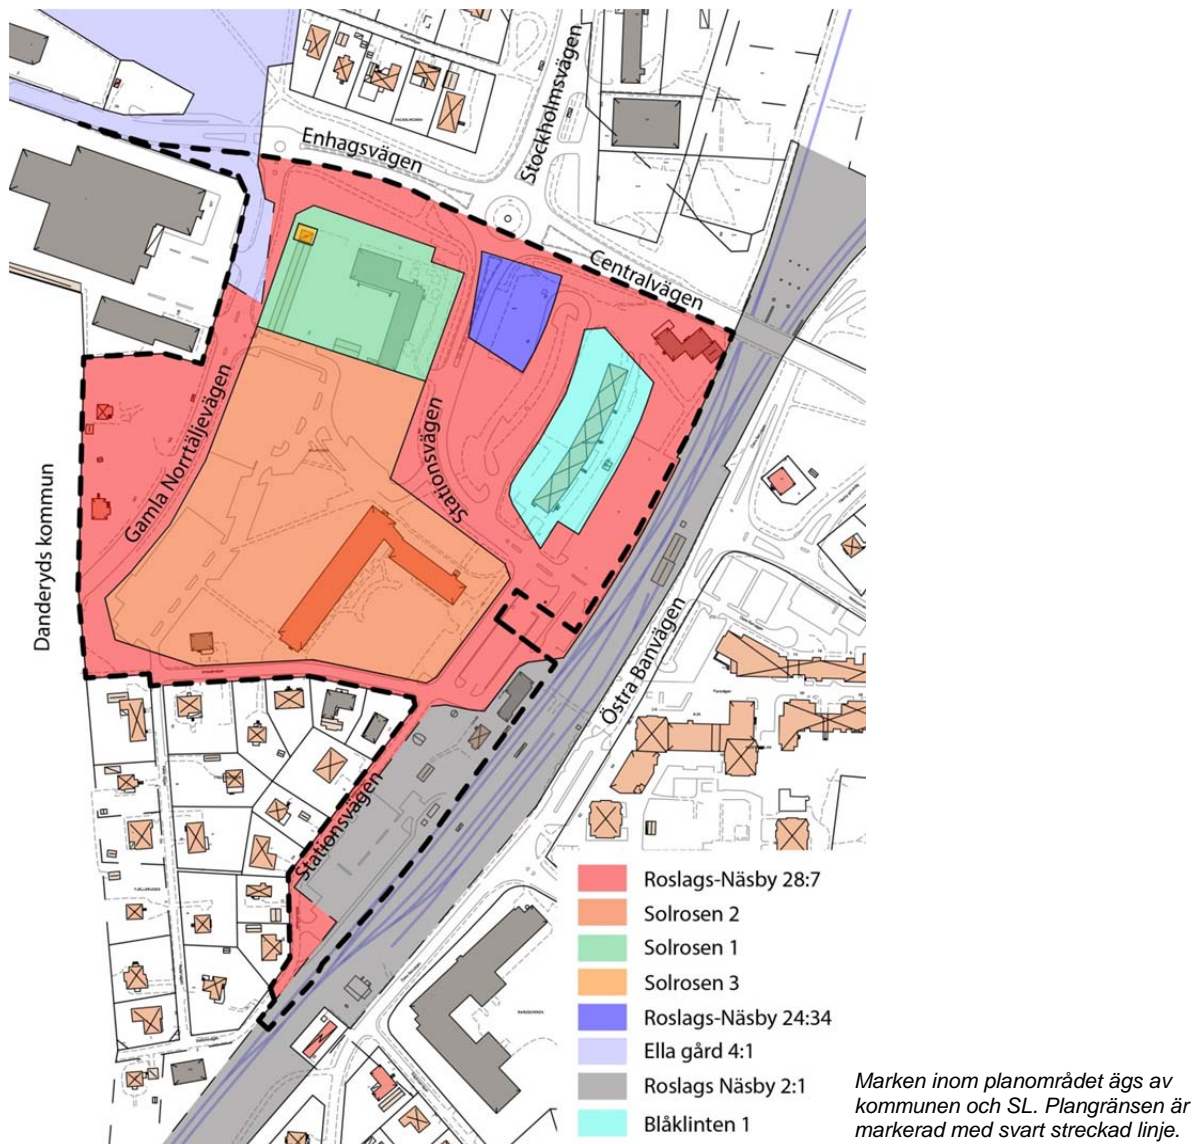 Enhagsvägen
Stockholmsvägen
Centralvägen
Gamla Norrtäljevägen
Stationsvägen
Danderyds kommun
Östra Banvägen
Stationsvägen
Roslags-Näsby 28:7
Solrosen 2
Solrosen 1
Solrosen 3
Roslags-Näsby 24:34
Ella gård 4:1
Roslags Näsby 2:1
Blåklinten 1
Marken inom planområdet ägs av
kommunen och SL. Plangränsen är
markerad med svart streckad linje.